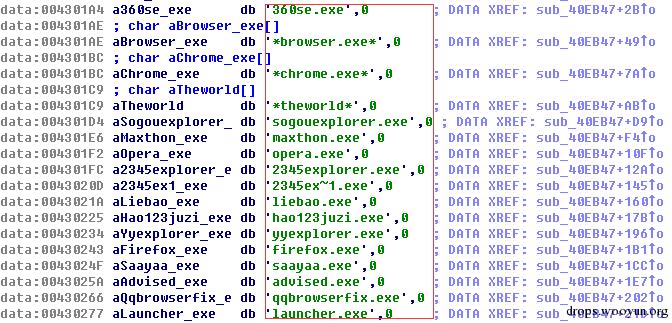 data:004301A4 a360se_exe db '360se.exe',0 ; DATA XREF: sub_40EB47+2B↑o
data:004301AE ; char aBrowser_exe[]
data:004301AE aBrowser_exe db '*browser.exe*',0 ; DATA XREF: sub_40EB47+49↑o
data:004301BC ; char aChrome_exe[]
data:004301BC aChrome_exe db '*chrome.exe*',0 ; DATA XREF: sub_40EB47+7A↑o
data:004301C9 ; char aTheworld[]
data:004301C9 aTheworld db '*theworld*',0 ; DATA XREF: sub_40EB47+AB↑o
data:004301D4 aSogouexplorer_ db 'sogouexplorer.exe',0 ; DATA XREF: sub_40EB47+D9↑o
data:004301E6 aMaxthon_exe db 'maxthon.exe',0 ; DATA XREF: sub_40EB47+F4↑o
data:004301F2 aOpera_exe db 'opera.exe',0 ; DATA XREF: sub_40EB47+10F↑o
data:004301FC a2345explorer_e db '2345explorer.exe',0 ; DATA XREF: sub_40EB47+12A↑o
data:0043020D a2345ex1_exe db '2345ex~1.exe',0 ; DATA XREF: sub_40EB47+145↑o
data:0043021A aLiebao_exe db 'liebao.exe',0 ; DATA XREF: sub_40EB47+160↑o
data:00430225 aHao123juzi_exe db 'hao123juzi.exe',0 ; DATA XREF: sub_40EB47+17B↑o
data:00430234 aYyexplorer_exe db 'yyexplorer.exe',0 ; DATA XREF: sub_40EB47+196↑o
data:00430243 aFirefox_exe db 'firefox.exe',0 ; DATA XREF: sub_40EB47+1B1↑o
data:0043024F aSaayaa_exe db 'saayaa.exe',0 ; DATA XREF: sub_40EB47+1CC↑o
data:0043025A aAdvised_exe db 'advised.exe',0 ; DATA XREF: sub_40EB47+1E7↑o
data:00430266 aQqbrowserfix_e db 'qqbrowserfix.exe',0 ; DATA XREF: sub_40EB47+202↑o
data:00430277 aLauncher_exe db 'launcher.exe',0 ; DATA XREF:
drops.wooyun.org